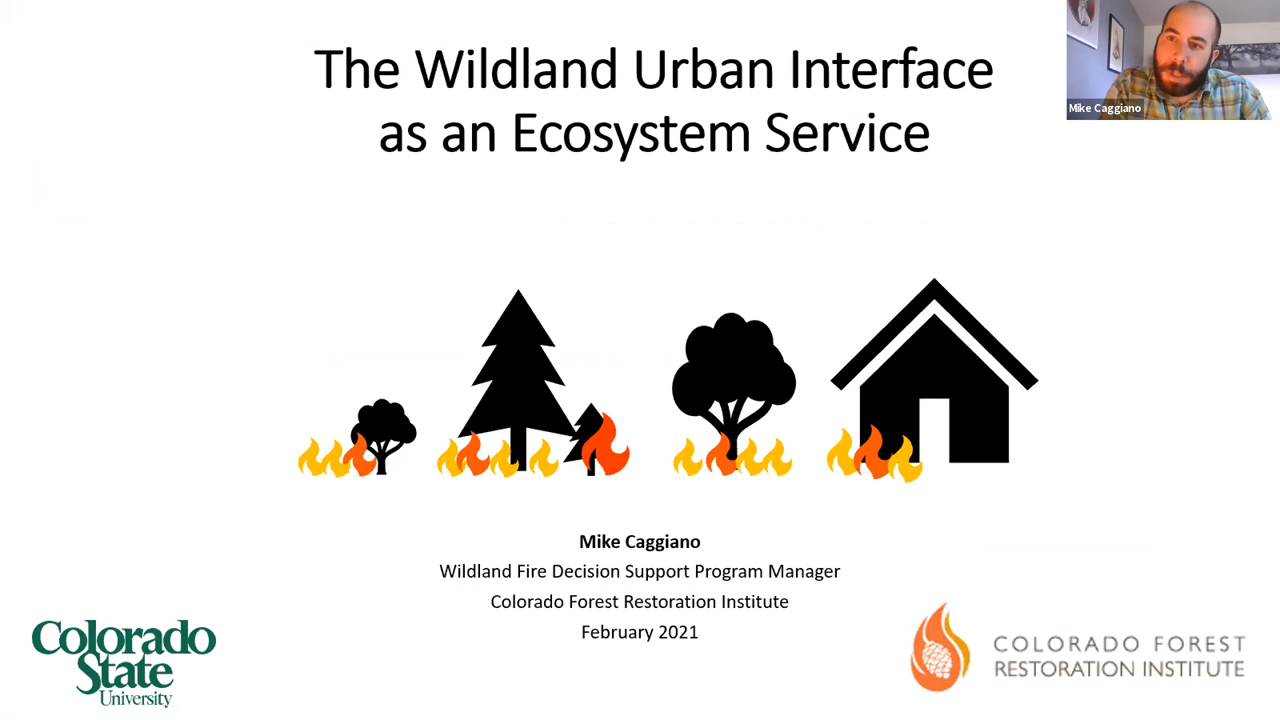 The Wildland Urban Interface
as an Ecosystem Service
Mike Caggiano
Mike Caggiano
Wildland Fire Decision Support Program Manager
Colorado Forest Restoration Institute
February 2021
Colorado
State
University
COLORADO FOREST
RESTORATION INSTITUTE